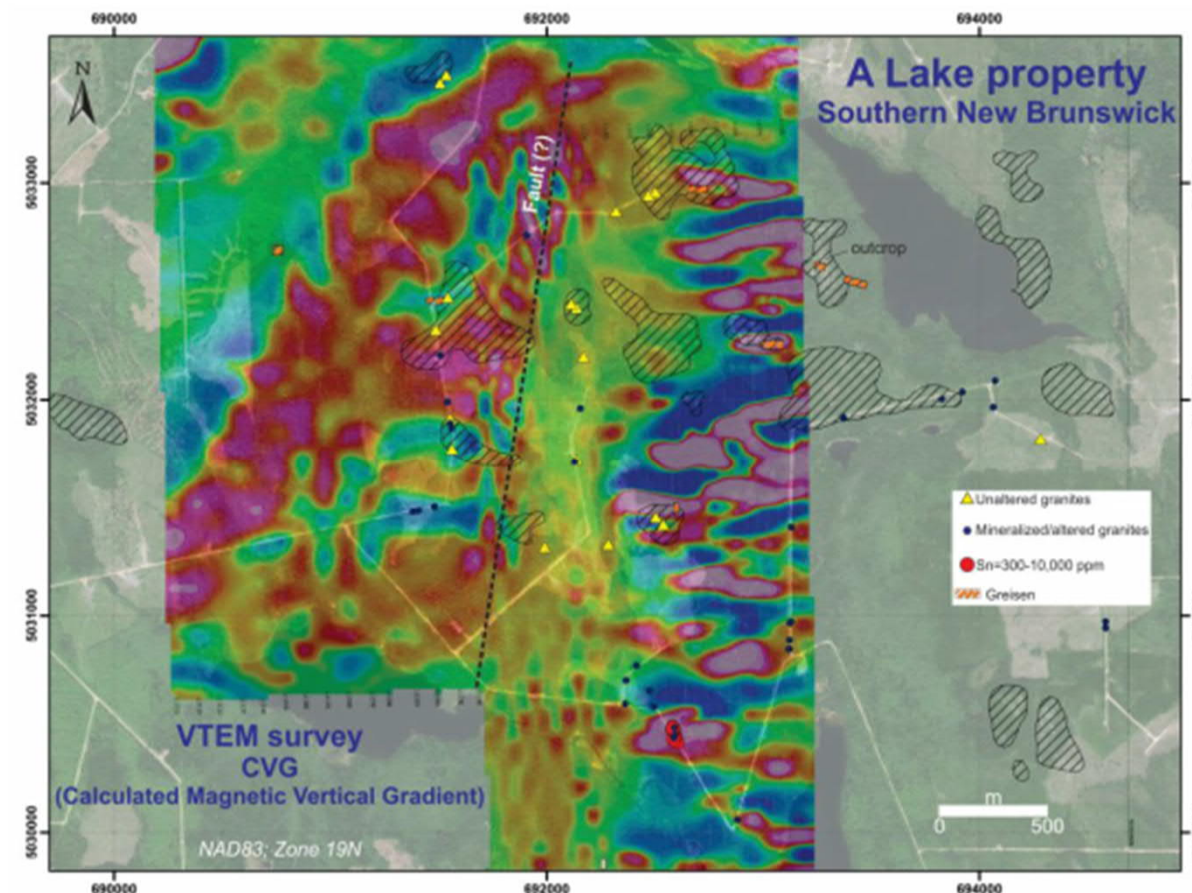 690000 692000 694000
N
A Lake property
Southern New Brunswick
Fault (?)
5033000
outcrop
5032000
Unaltered granites
Mineralized/altered granites
Sn=300-10,000 ppm
Greisen
5031000
VTEM survey
CVG
(Calculated Magnetic Vertical Gradient)
m
0 500
5030000
NAD83; Zone 19N
690000 692000 694000